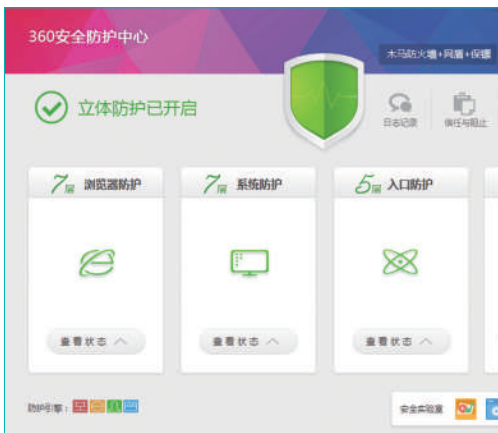 360安全防护中心
木马防火墙+网盾+保镖
立体防护已开启
日志记录
信任与阻止
7层 浏览器防护
7层 系统防护
5层 入口防护
查看状态
查看状态
查看状态
防护引擎：
安全实验室